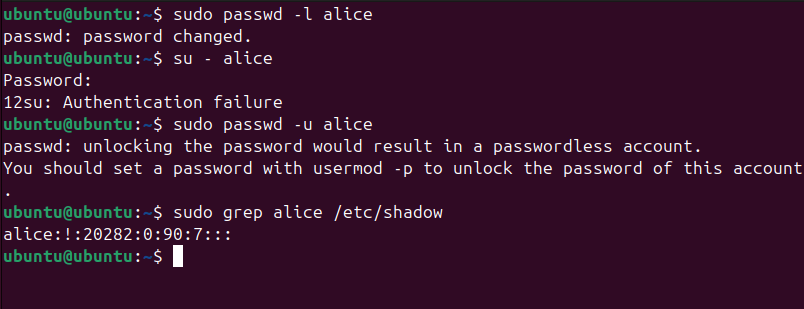 ubuntu@ubuntu:~$ sudo passwd -l alice
passwd: password changed.
ubuntu@ubuntu:~$ su - alice
Password:
12su: Authentication failure
ubuntu@ubuntu:~$ sudo passwd -u alice
passwd: unlocking the password would result in a passwordless account.
You should set a password with usermod -p to unlock the password of this account
.
ubuntu@ubuntu:~$ sudo grep alice /etc/shadow
alice:!:20282:0:90:7:::
ubuntu@ubuntu:~$